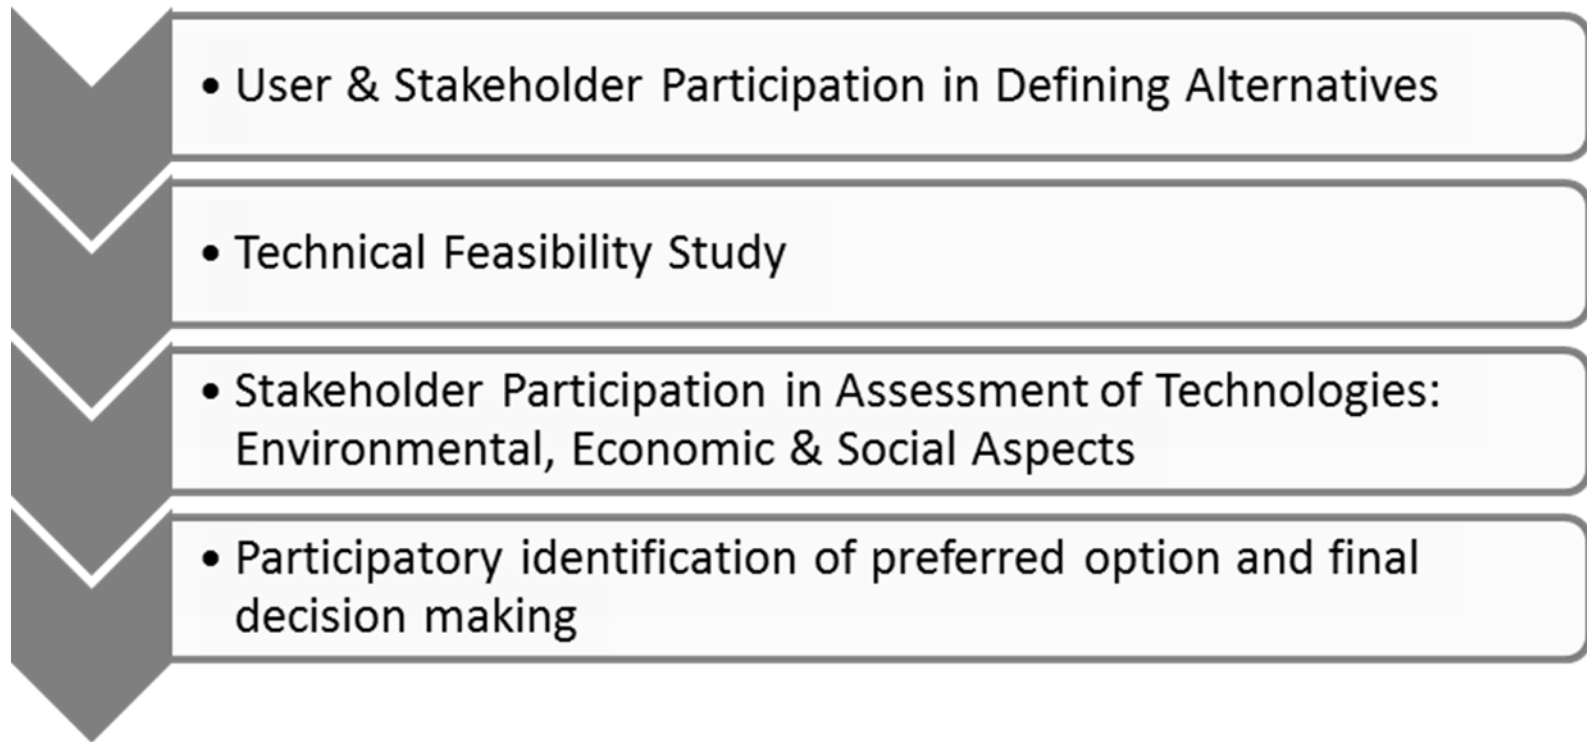 • User & Stakeholder Participation in Defining Alternatives
• Technical Feasibility Study
• Stakeholder Participation in Assessment of Technologies:
Environmental, Economic & Social Aspects
• Participatory identification of preferred option and final
decision making